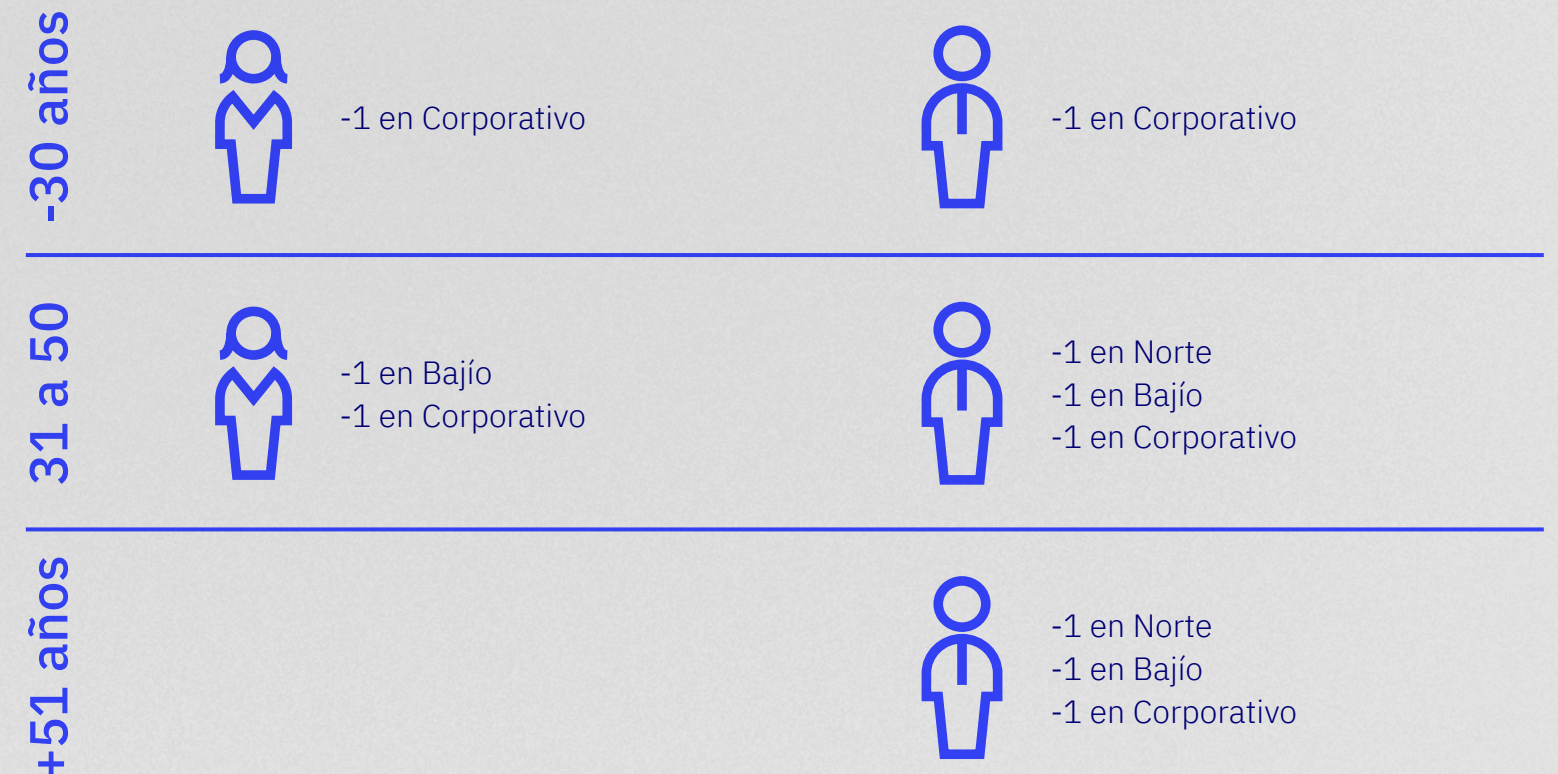 -30 años
-1 en Corporativo
-1 en Corporativo
31 a 50
-1 en Bajío
-1 en Corporativo
-1 en Norte
-1 en Bajío
-1 en Corporativo
+51 años
-1 en Norte
-1 en Bajío
-1 en Corporativo